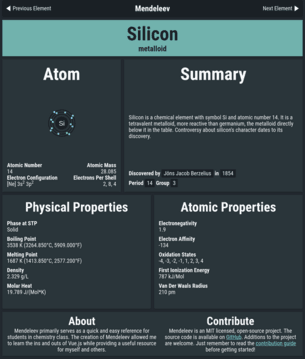 Previous Element
Mendeleev
Next Element
Silicon
metalloid
Atom
Si
Atomic Number
14
Atomic Mass
28.085
Electron Configuration
[Ne] 3s² 3p²
Electrons Per Shell
2, 8, 4
Summary
Silicon is a chemical element with symbol Si and atomic number 14. It is a
tetravalent metalloid, more reactive than germanium, the metalloid directly
below it in the table. Controversy about silicon's character dates to its
discovery.
Discovered by Jöns Jacob Berzelius in 1854
Period 14 Group 3
Physical Properties
Phase at STP
Solid
Boiling Point
3538 K (3264.850°C, 5909.000°F)
Melting Point
1687 K (1413.850°C, 2577.200°F)
Density
2.329 g/L
Molar Heat
19.789 J/(Mol*K)
Atomic Properties
Electronegativity
1.9
Electron Affinity
-134
Oxidation States
-4, -3, -2, -1, 1, 2, 3, 4
First Ionization Energy
787 kJ/Mol
Van Der Waals Radius
210 pm
About
Mendeleev primarily serves as a quick and easy reference
for students in chemistry class. The creation of Mendeleev allowed me
to learn the ins and outs of Vue.js while providing a useful resource
for myself and others.
Contribute
Mendeleev is an MIT licensed, open-source project. The
source code is available on GitHub. Additions to the project
are welcome. Just remember to read the contribution guide
before getting started!